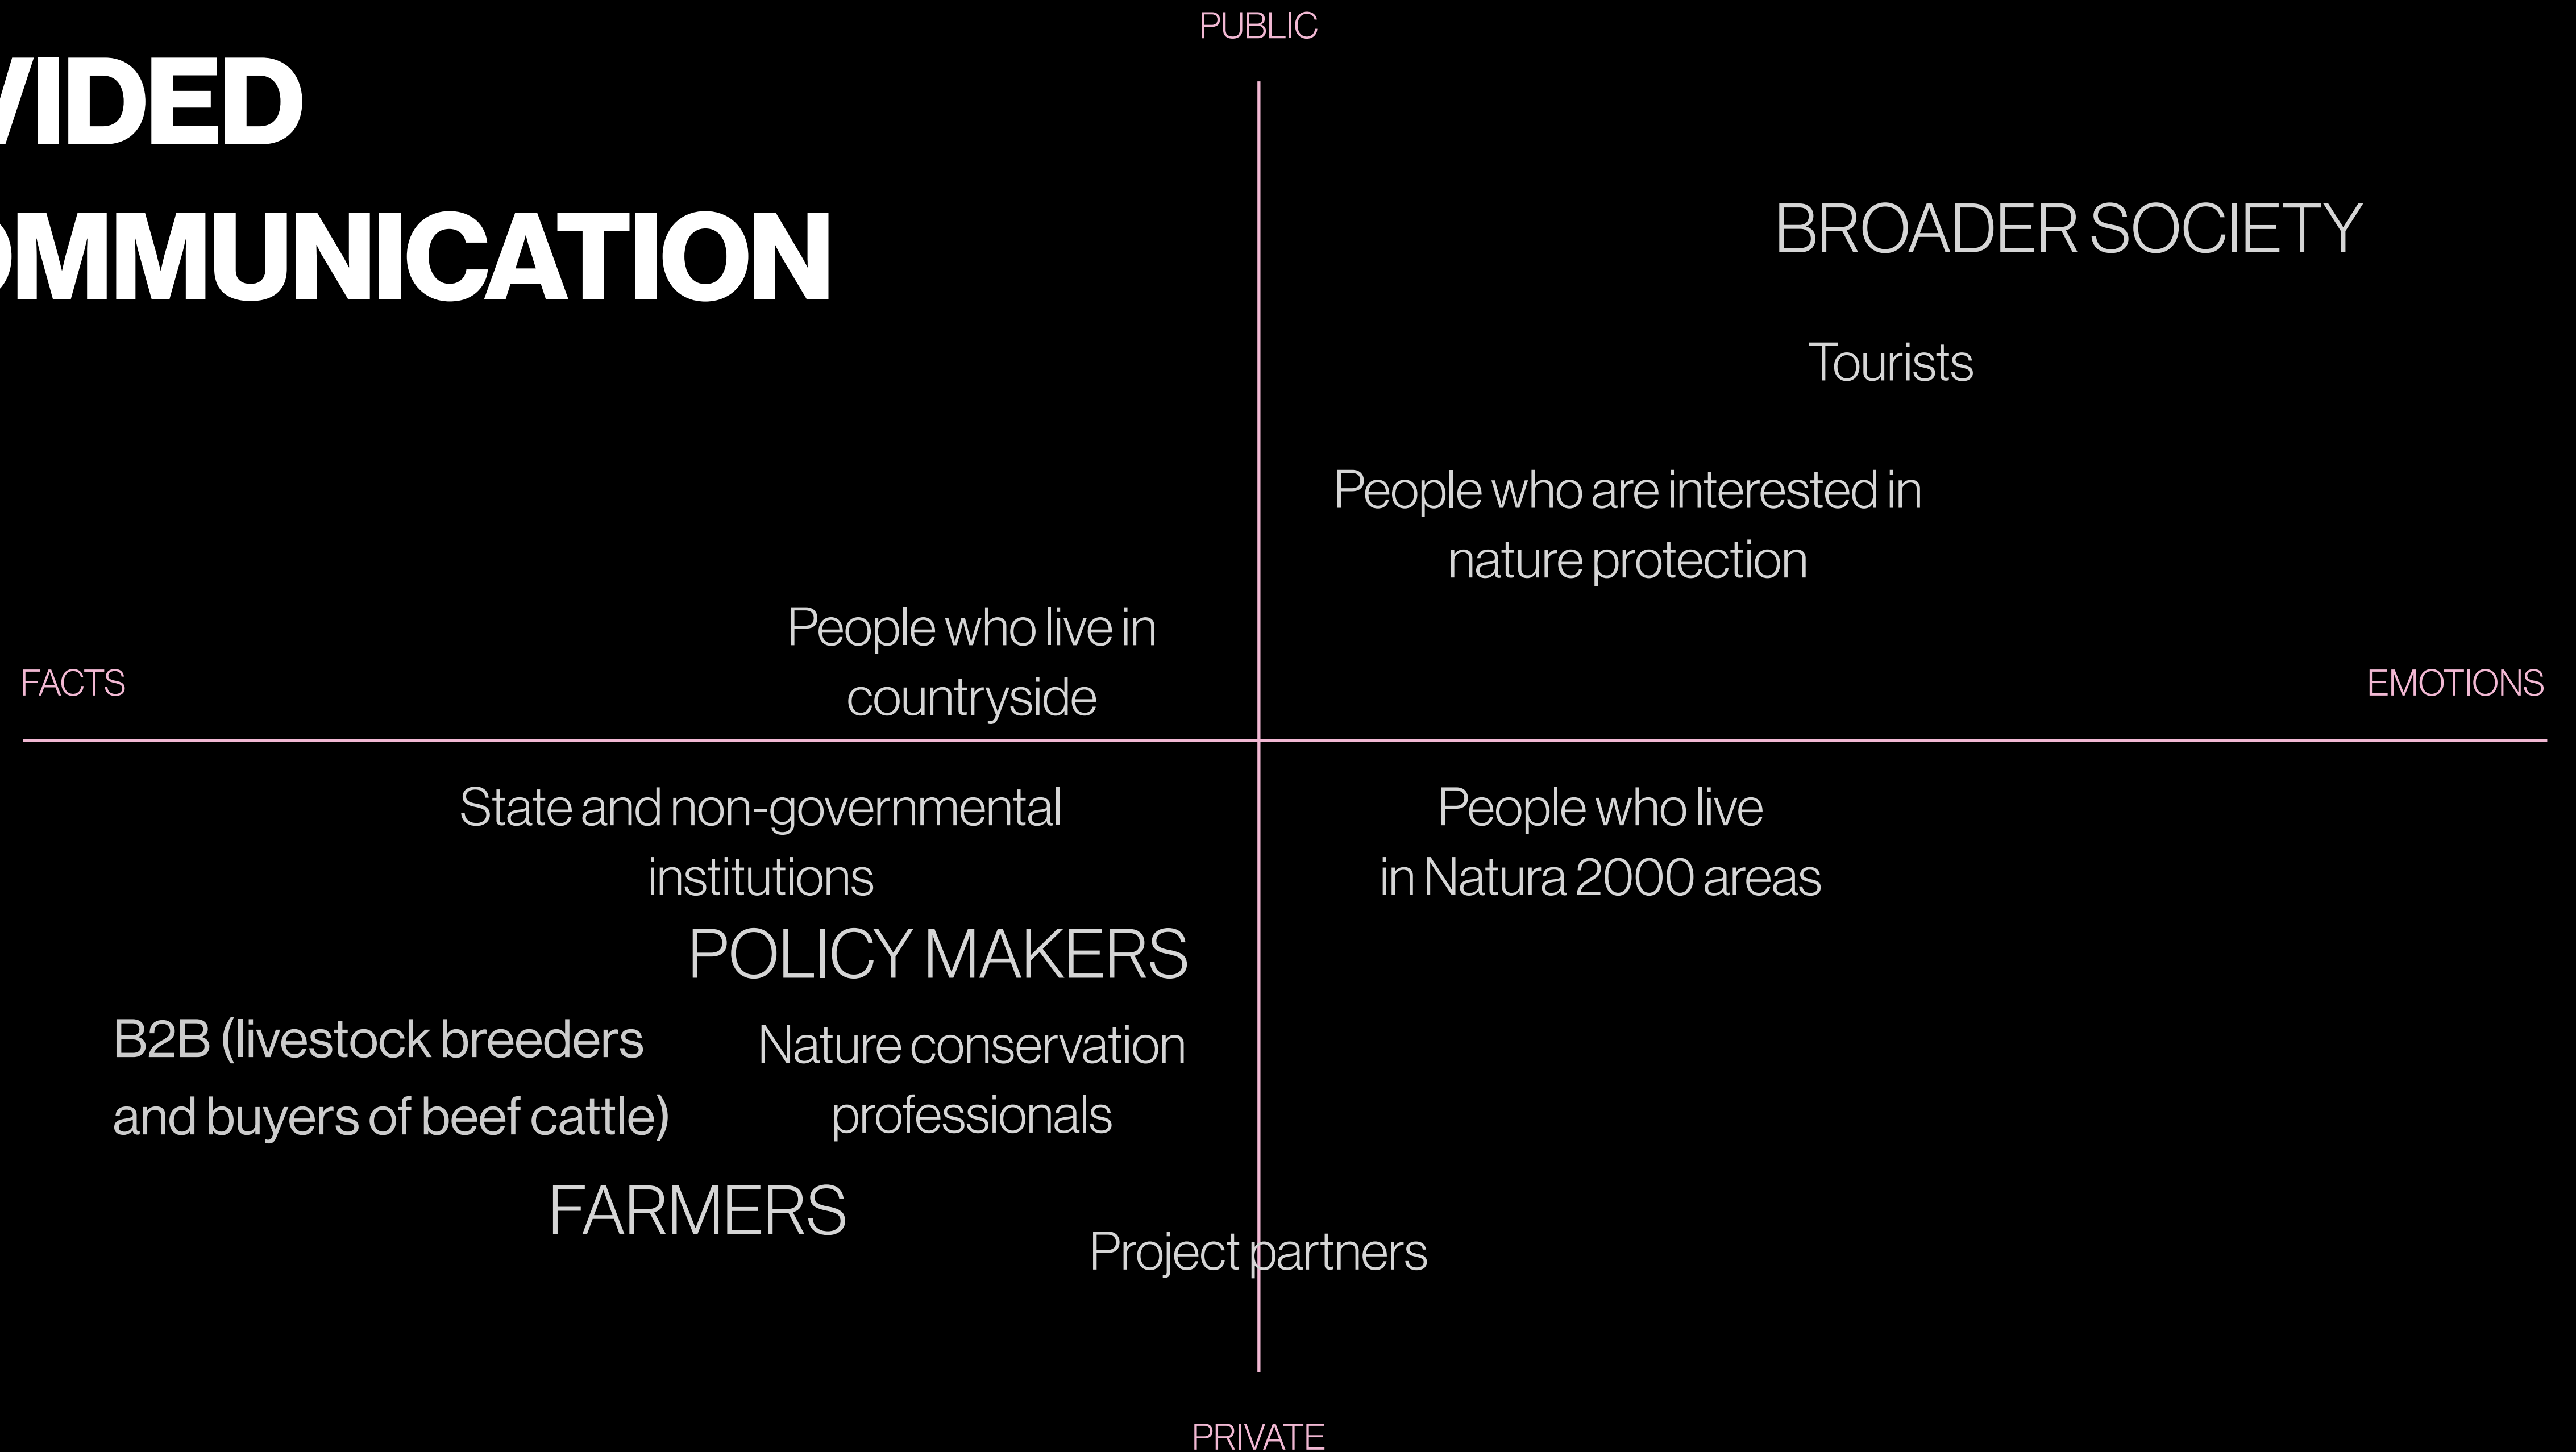 PUBLIC
VIDED
OMMUNICATION
BROADER SOCIETY
Tourists
People who are interested in
nature protection
People who live in
countryside
FACTS
EMOTIONS
State and non-governmental
institutions
People who live
in Natura 2000 areas
POLICY MAKERS
B2B (livestock breeders
and buyers of beef cattle)
Nature conservation
professionals
FARMERS
Project partners
PRIVATE